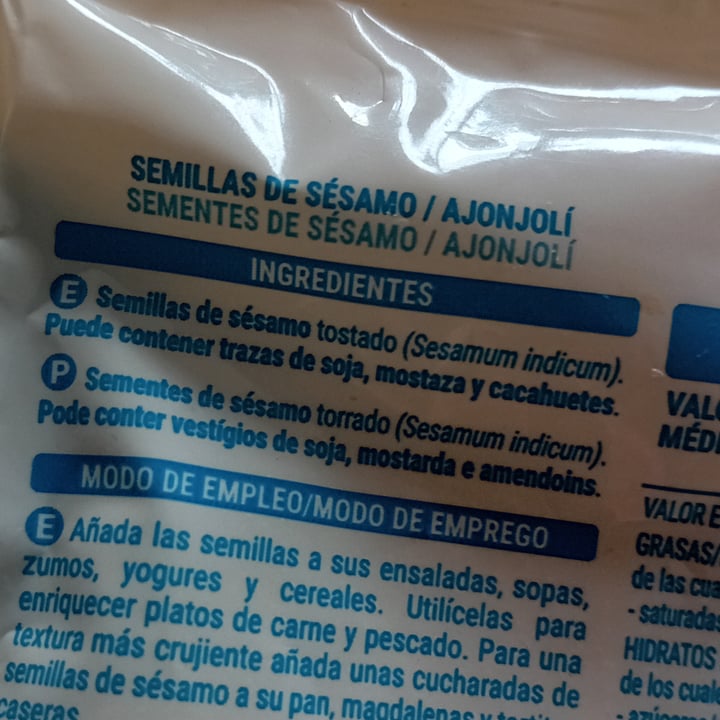 SEMILLAS DE SÉSAMO / AJONJOLÍ
SEMENTES DE SÉSAMO / AJONJOLÍ
INGREDIENTES
E Semillas de sésamo tostado (Sesamum indicum).
Puede contener trazas de soja, mostaza y cacahuetes.
P Sementes de sésamo torrado (Sesamum indicum).
Pode conter vestígios de soja, mostarda e amendoins.
MODO DE EMPLEO/MODO DE EMPREGO
E Añada las semillas a sus ensaladas, sopas,
zumos, yogures y cereales. Utilícelas para
enriquecer platos de carne y pescado. Para una
textura más crujiente añada unas cucharadas de
semillas de sésamo a su pan, magdalenas y
caseras
VALOR E
GRASAS/
de las
- saturadas
HIDRATOS
de los